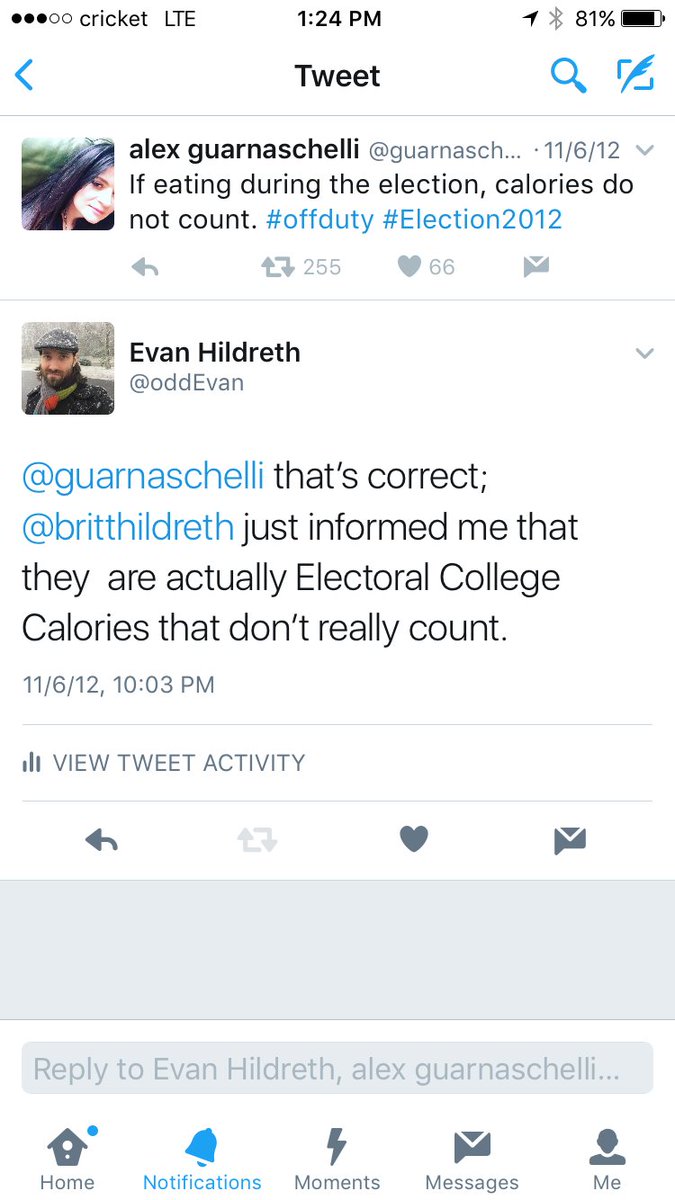 cricket LTE 1:24 PM 81%
Tweet
alex guarnaschelli @guarnasch... · 11/6/12
If eating during the election, calories do
not count. #offduty #Election2012
255 66
Evan Hildreth
@oddEvan
@guarnaschelli that's correct;
@britthildreth just informed me that
they  are actually Electoral College
Calories that don't really count.
11/6/12, 10:03 PM
VIEW TWEET ACTIVITY
Reply to Evan Hildreth, alex guarnaschelli...
Home Notifications Moments Messages Me